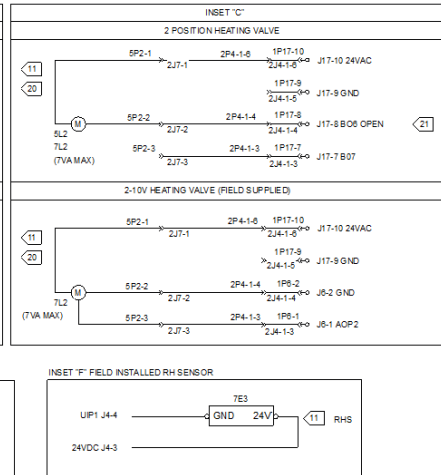 INSET "C"
2 POSITION HEATING VALVE
5P2-1 2P4-1-6 1P17-10
2J7-1 2J4-1-6 J17-10 24VAC
11
20
1P17-9
2J4-1-5 J17-9 GND
5P2-2 2P4-1-4 1P17-8
M 2J7-2 2J4-1-4 J17-8 BO6 OPEN 21
5L2
7L2
(7VA MAX)
5P2-3 2P4-1-3 1P17-7
2J7-3 2J4-1-3 J17-7 B07
2-10V HEATING VALVE (FIELD SUPPLIED)
5P2-1 2P4-1-6 1P17-10
2J7-1 2J4-1-6 J17-10 24VAC
11
20
1P17-9
2J4-1-5 J17-9 GND
5P2-2 2P4-1-4 1P6-2
M 2J7-2 2J4-1-4 J6-2 GND
7L2
(7VA MAX)
5P2-3 2P4-1-3 1P6-1
2J7-3 2J4-1-3 J6-1 AOP2
INSET "F" FIELD INSTALLED RH SENSOR
7E3
UIP1 J4-4 GND 24V 11 RHS
24VDC J4-3